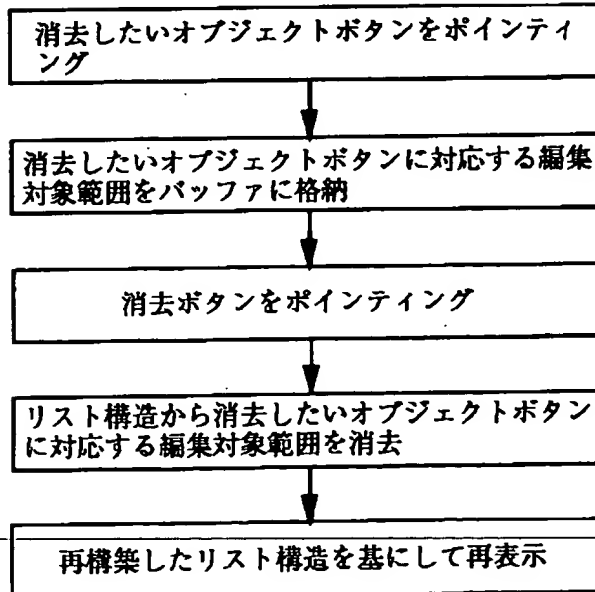 消去したいオブジェクトボタンをポインティ
ング
消去したいオブジェクトボタンに対応する編集
対象範囲をバッファに格納
消去ボタンをポインティング
リスト構造から消去したいオブジェクトボタン
に対応する編集対象範囲を消去
再構築したリスト構造を基にして再表示